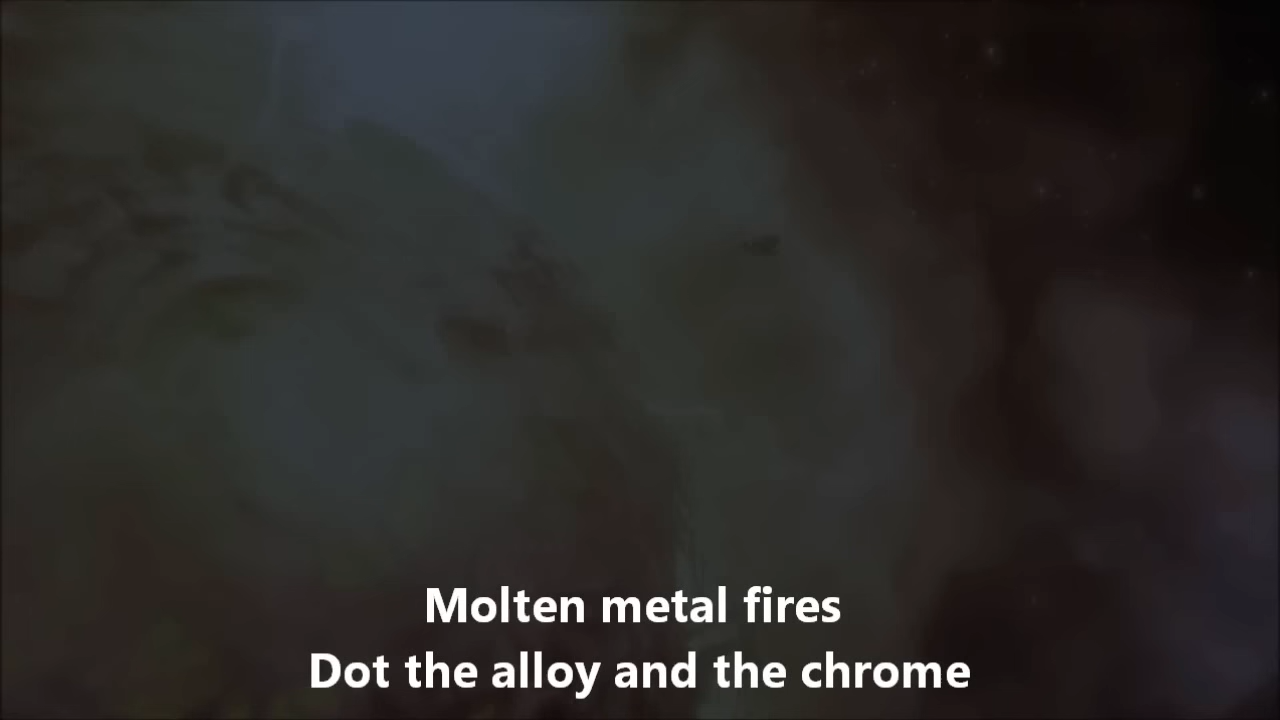 Molten metal fires
Dot the alloy and the chrome